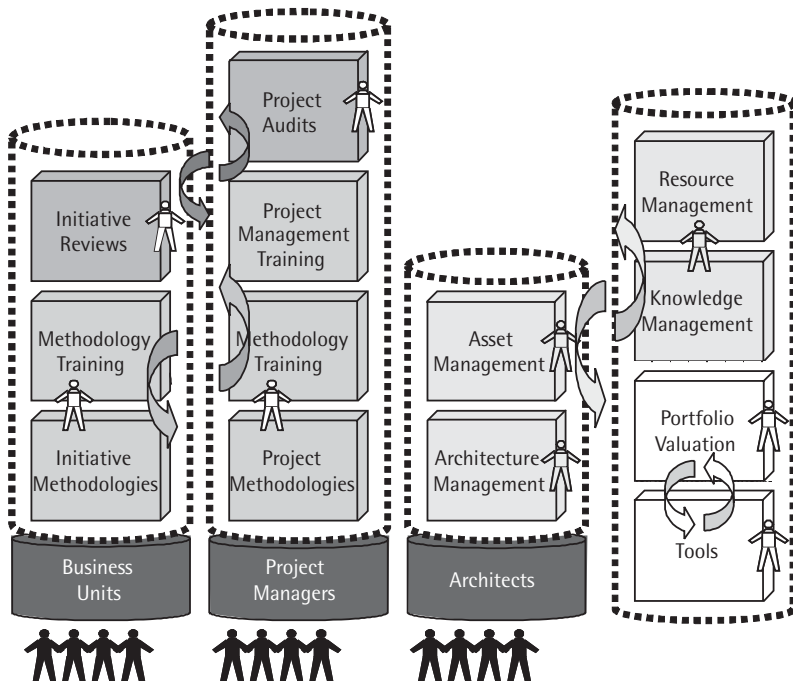 Initiative
Reviews
Methodology
Training
Initiative
Methodologies
Business
Units
Project
Audits
Project
Management
Training
Methodology
Training
Project
Methodologies
Project
Managers
Asset
Management
Architecture
Management
Architects
Resource
Management
Knowledge
Management
Portfolio
Valuation
Tools